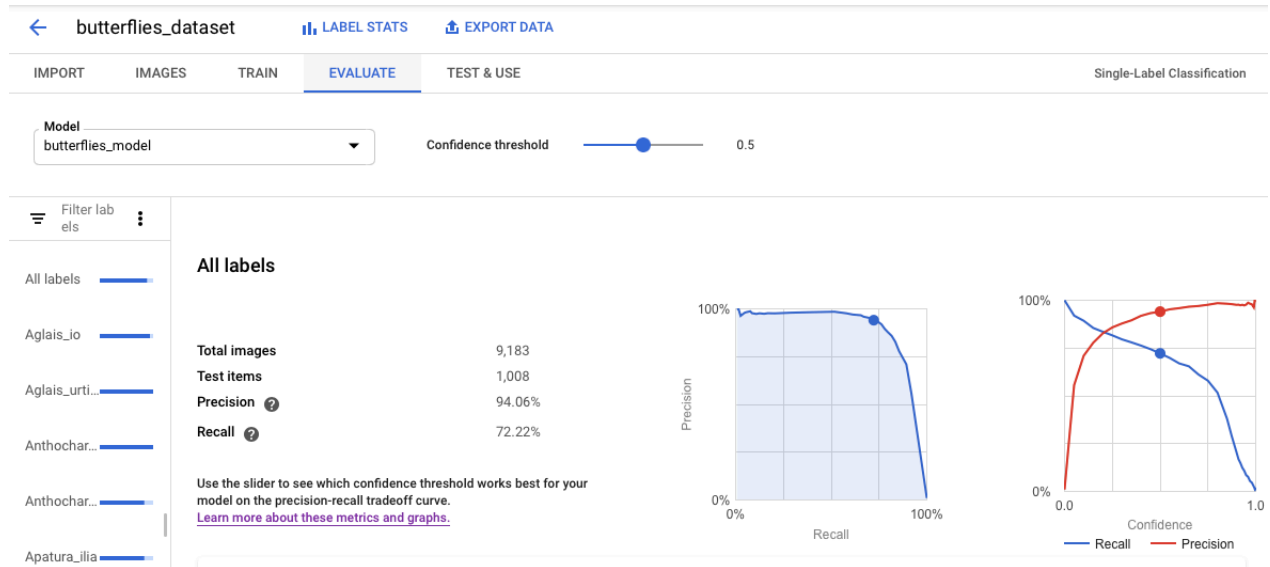 butterflies_dataset
LABEL STATS
EXPORT DATA
IMPORT
IMAGES
TRAIN
EVALUATE
TEST & USE
Single-Label Classification
Model
butterflies_model
Confidence threshold
0.5
Filter lab
els
All labels
Aglais_io
Aglais_urti...
Anthochar...
Anthochar...
Apatura_ilia
All labels
Total images 9,183
Test items 1,008
Precision ? 94.06%
Recall ? 72.22%
Use the slider to see which confidence threshold works best for your
model on the precision-recall tradeoff curve.
Learn more about these metrics and graphs.
100%
Precision
0%
0%
100%
Recall
100%
0%
0.0
1.0
Confidence
Recall
Precision